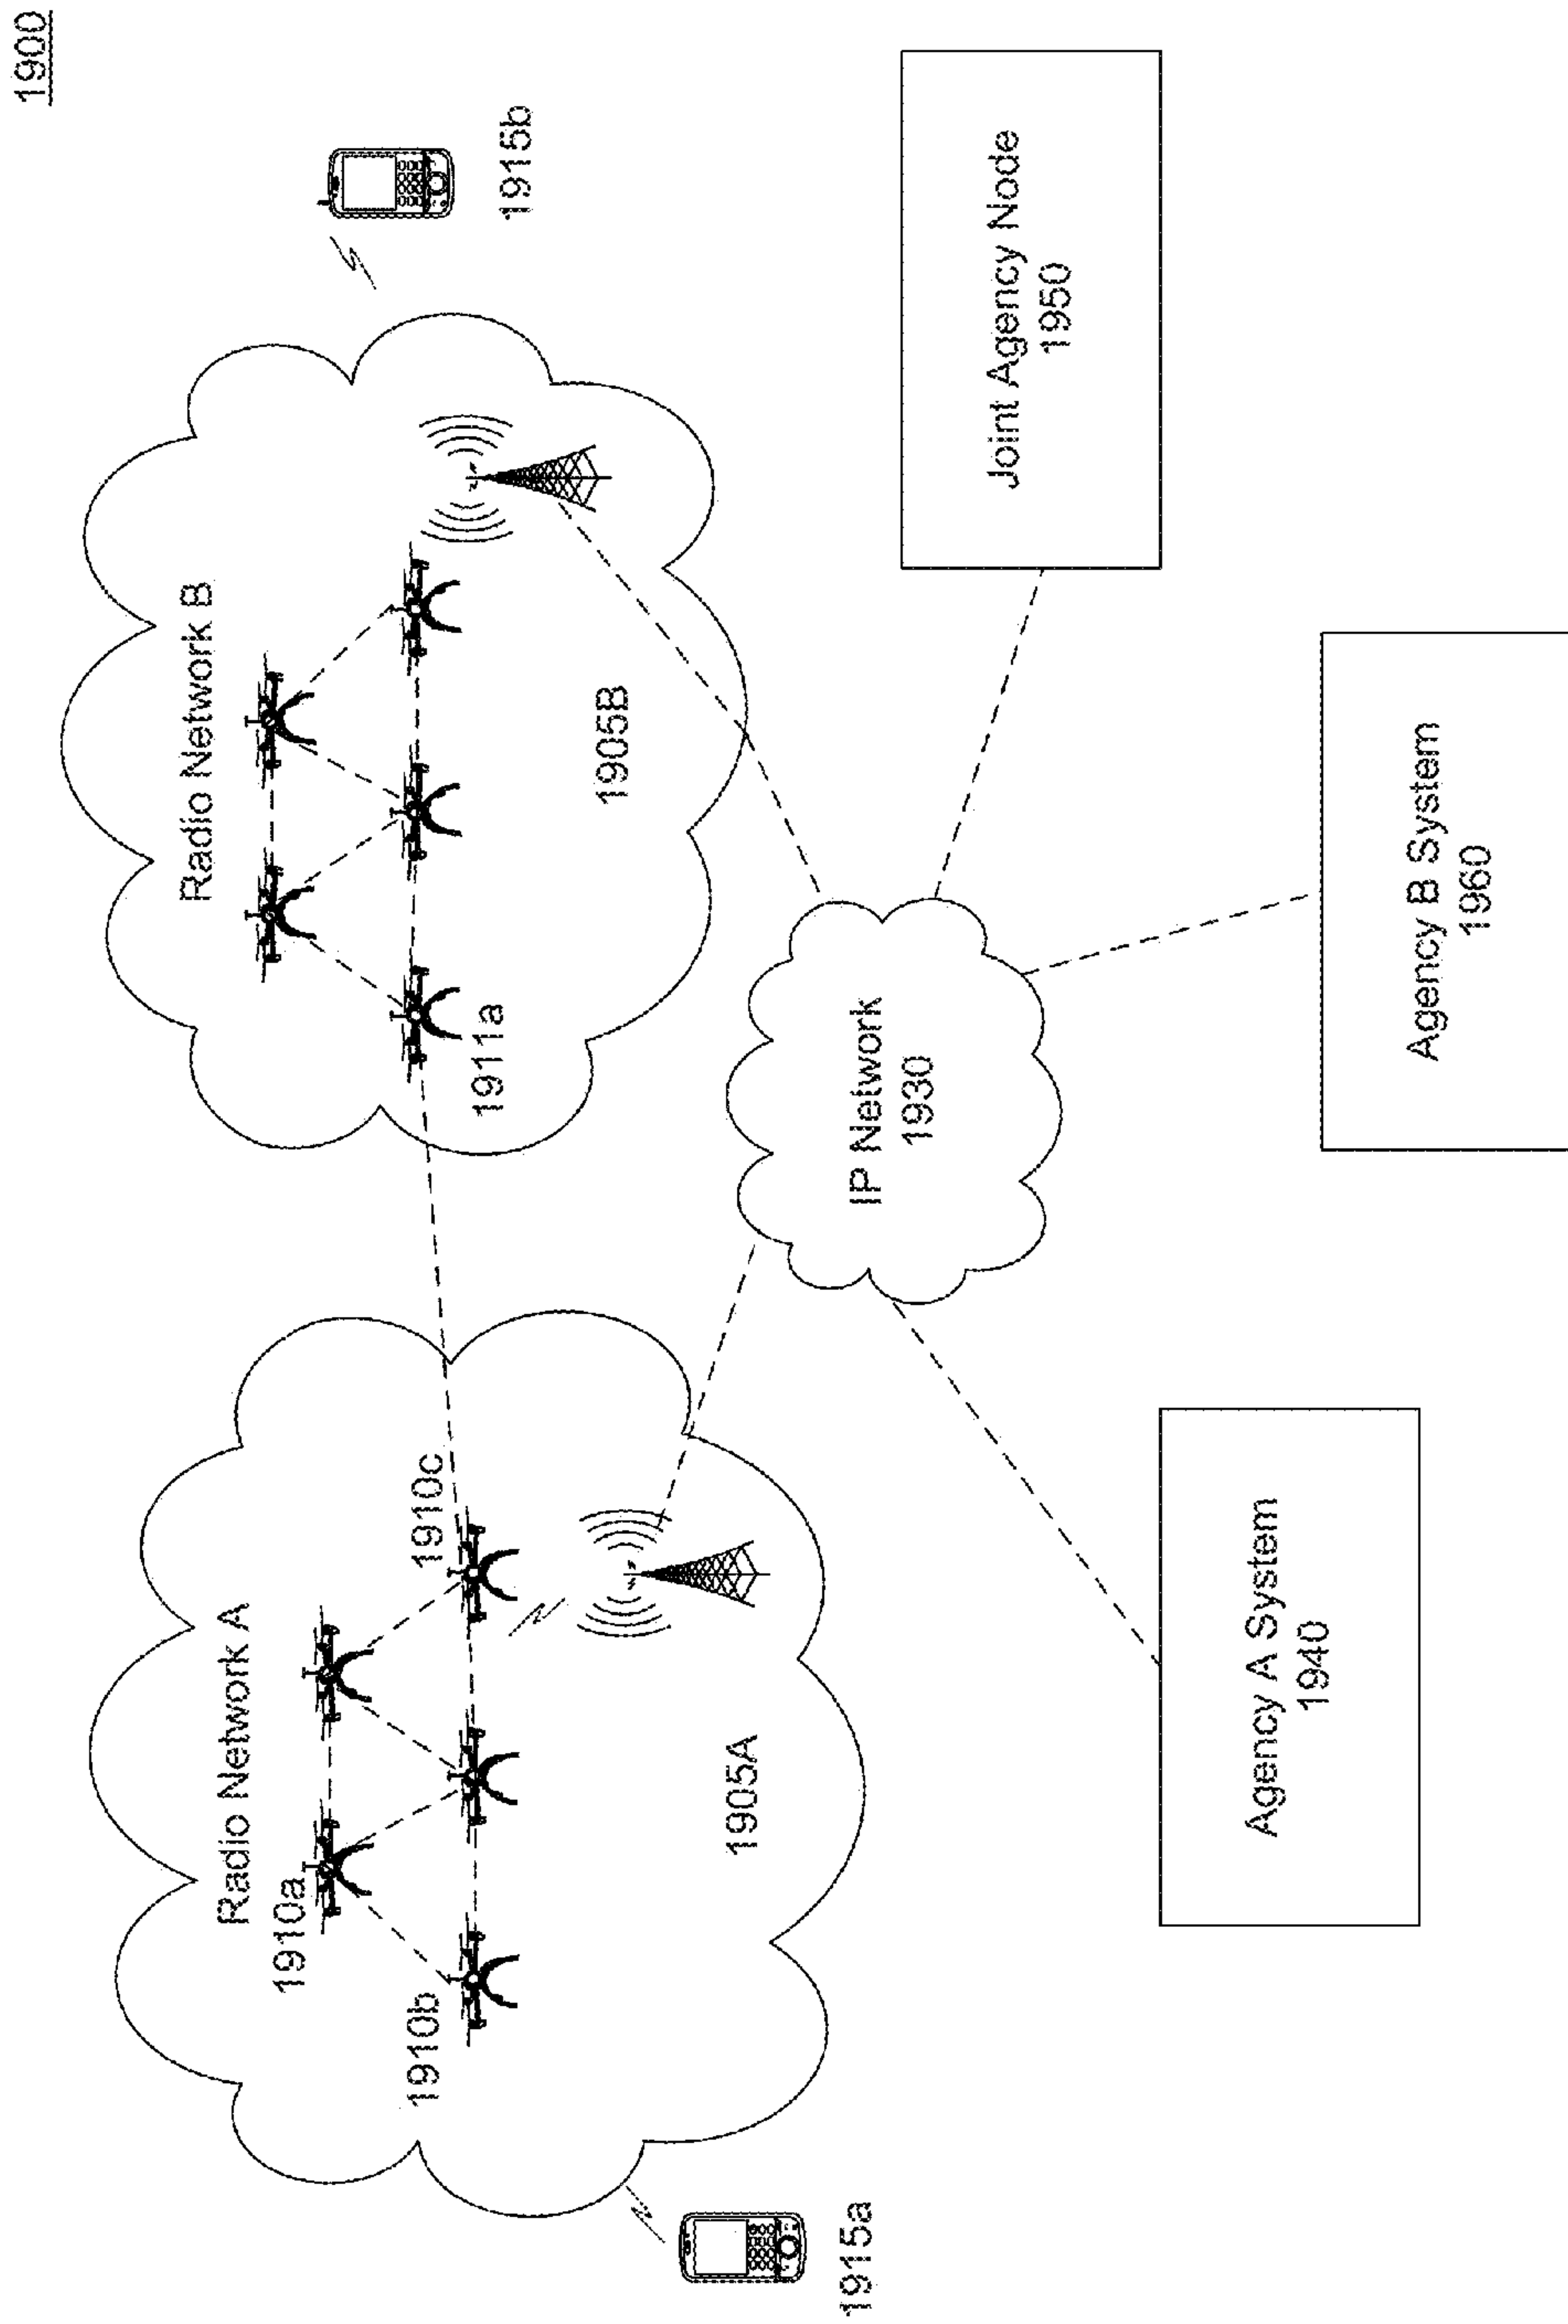 1900
Radio Network A
1910a
1910b
1910c
1905A
1915a
Radio Network B
1911a
1905B
1915b
IP Network
1930
Agency A System
1940
Agency B System
1960
Joint Agency Node
1950